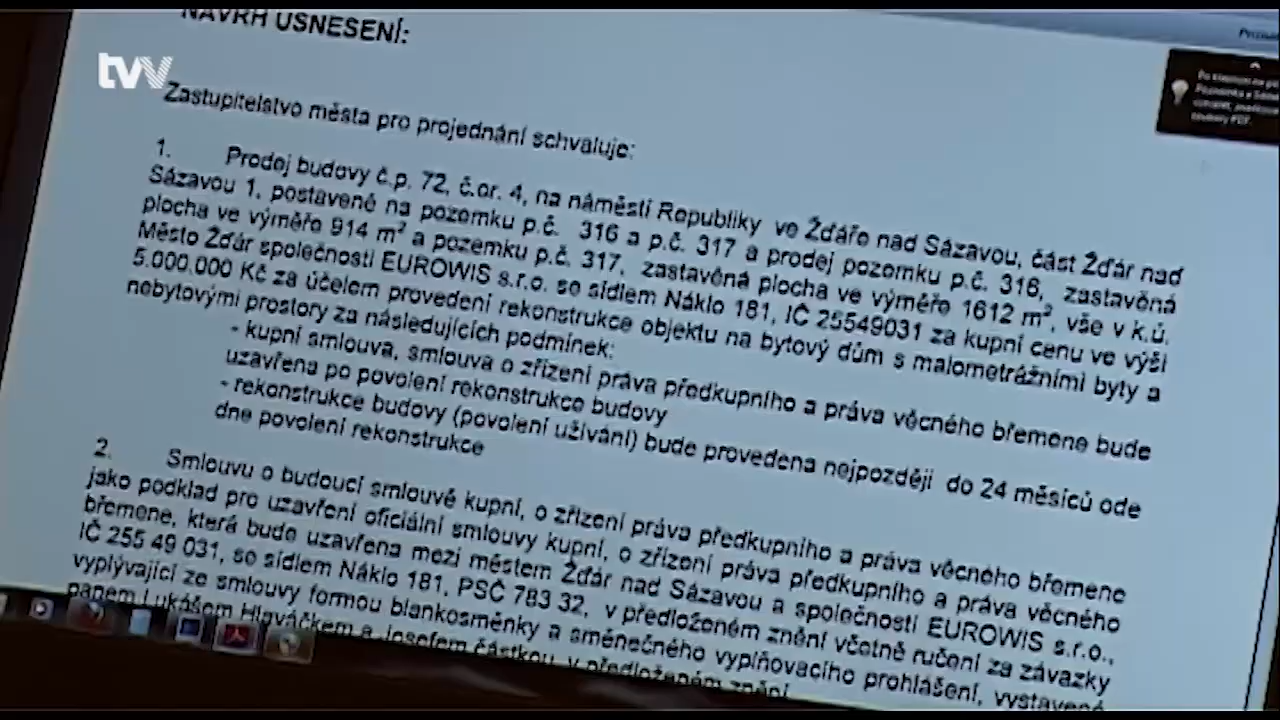 NÁVRH USNESENÍ:
tvv
Zastupitelstvo města pro projednání schvaluje:
1. Prodej budovy č.p. 72, č.or. 4, na náměstí Republiky ve Žďáře nad Sázavou, část Žďár nad
Sázavou 1, postavené na pozemku p.č. 316 a p.č. 317 a prodej pozemku p.č. 316, zastavěná
plocha ve výměře 914 m², a pozemku p.č. 317, zastavěná plocha ve výměře 1612 m², vše v k.ú.
Město Žďár společnosti EUROWIS s.r.o. se sídlem Náklo 181, IČ 25549031 za kupní cenu ve výši
5.000.000 Kč za účelem provedení rekonstrukce objektu na bytový dům s malometrážními byty a
nebytovými prostory za následujících podmínek:
- kupní smlouva, smlouva o zřízení práva předkupního a práva věcného břemene bude
uzavřena po povolení rekonstrukce budovy
- rekonstrukce budovy (povolení užívání) bude provedena nejpozději do 24 měsíců ode
dne povolení rekonstrukce
2. Smlouvu o budoucí smlouvě kupní, o zřízení práva předkupního a práva věcného břemene
jako podklad pro uzavření oficiální smlouvy kupní, o zřízení práva předkupního a práva věcného
břemene, která bude uzavřena mezi městem Žďár nad Sázavou a společností EUROWIS s.r.o.,
IČ 255 49 031, se sídlem Náklo 181, PSČ 783 32, v předloženém znění včetně ručení za závazky
vyplývající ze smlouvy formou blankosměnky a směnečného vyplňovacího prohlášení, vystavené
panem Lukášem Hlaváčkem a Josefem částkou v předloženém znění